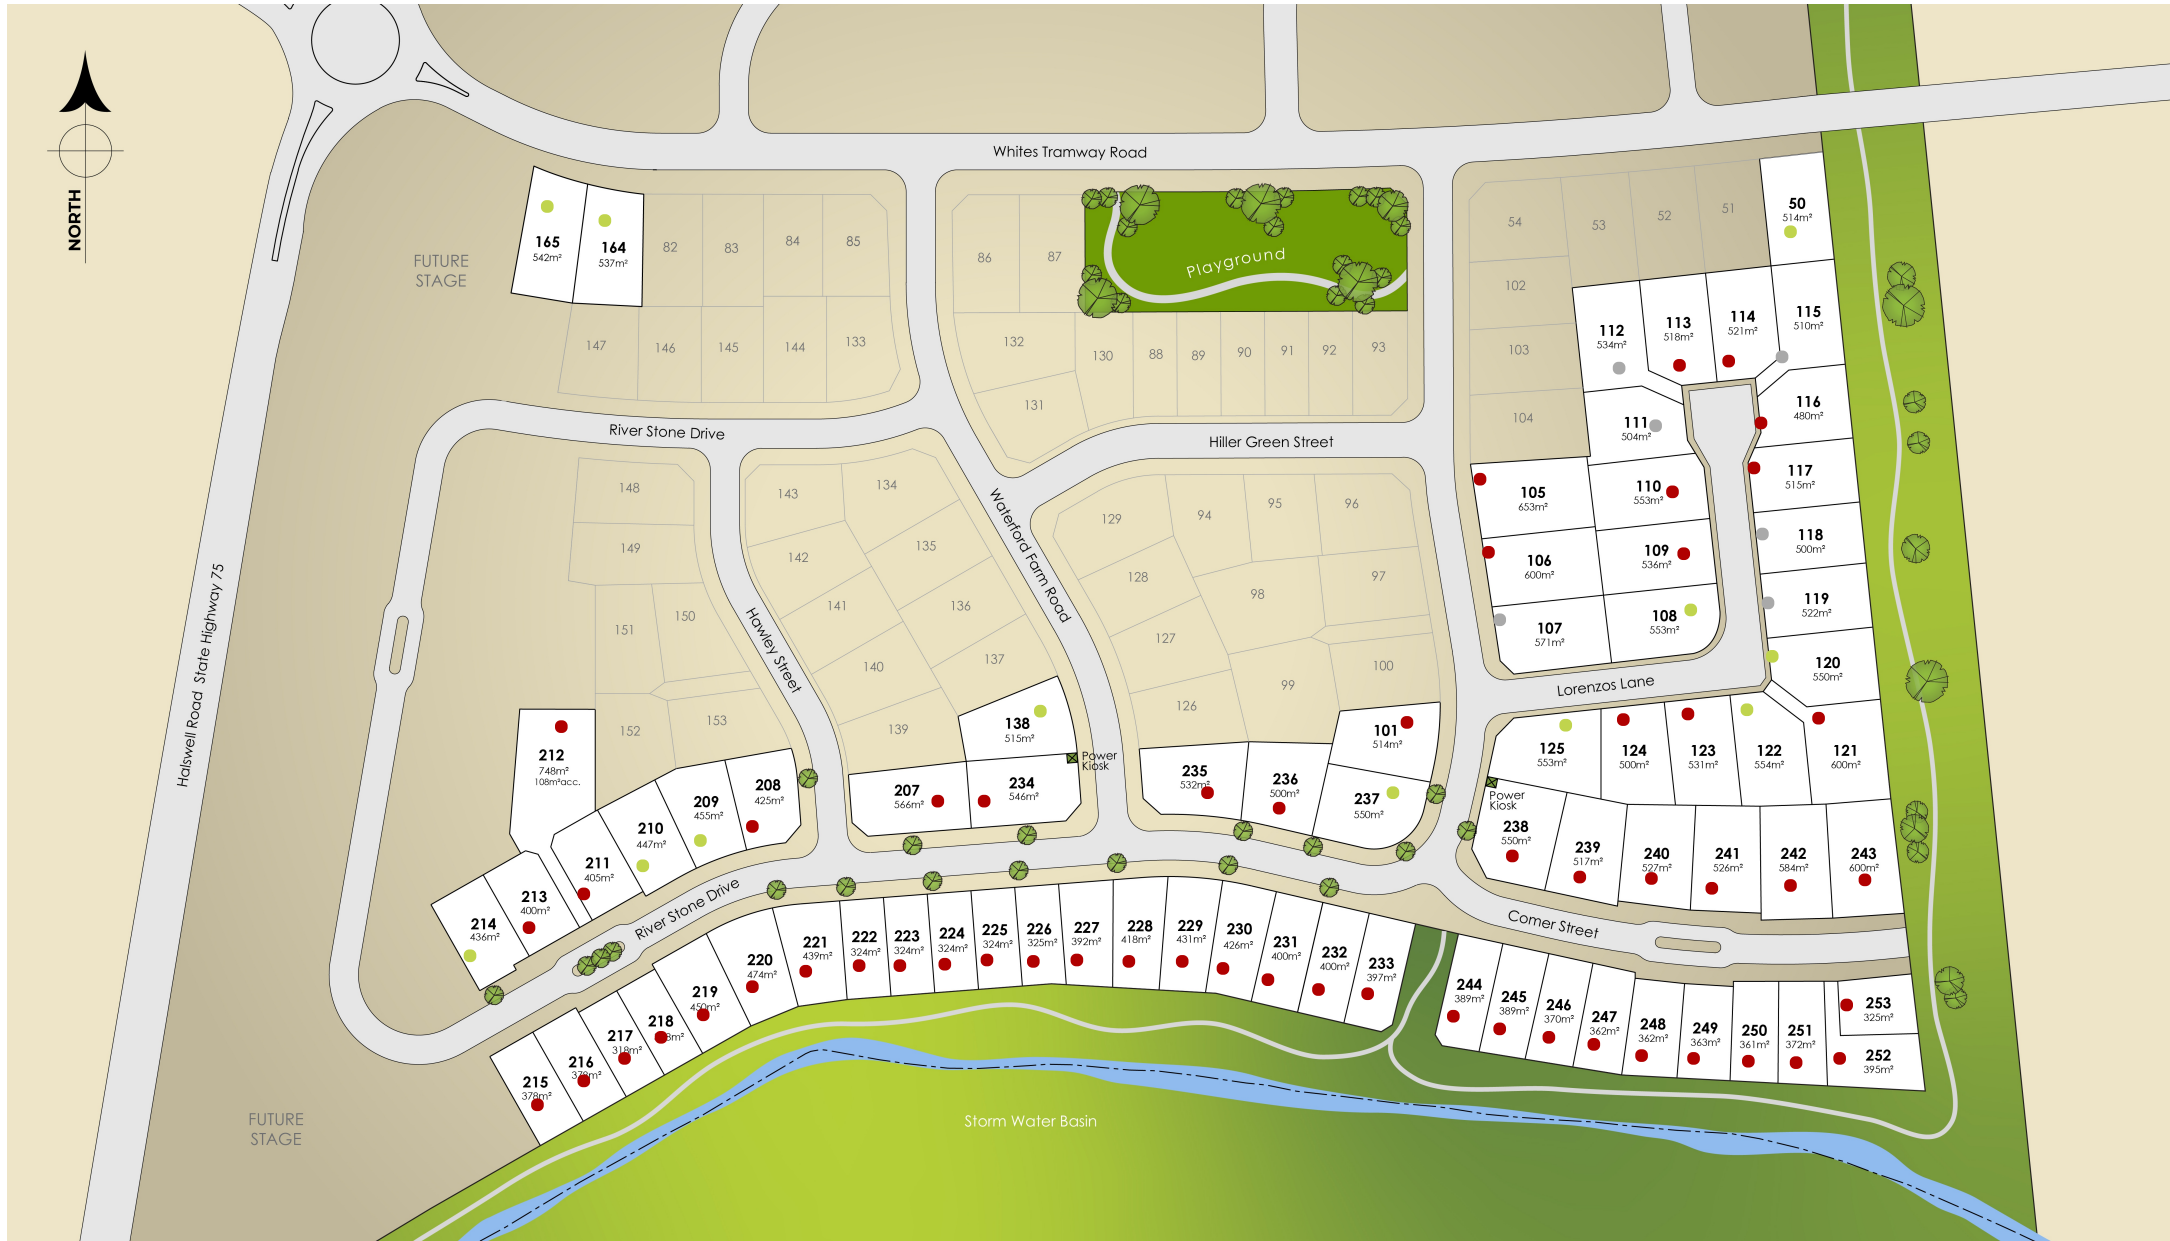 NORTH
Halswell Road State Highway 75
FUTURE
STAGE
FUTURE
STAGE
Whites Tramway Road
River Stone Drive
Hiller Green Street
Waterford Farm Road
Hawley Street
Lorenzos Lane
River Stone Drive
Comer Street
Playground
Storm Water Basin
Power
Kiosk
Power
Kiosk
165
542m²
164
537m²
82
83
84
85
147
146
145
144
133
86
87
132
131
130
88
89
90
91
92
93
54
53
52
51
50
514m²
102
103
104
112
534m²
113
518m²
114
521m²
115
510m²
116
480m²
111
504m²
105
653m²
110
553m²
117
515m²
106
600m²
109
536m²
118
500m²
107
571m²
108
553m²
119
522m²
120
550m²
148
149
150
151
152
153
143
134
142
135
141
136
140
137
139
138
515m²
129
94
95
96
128
98
97
127
99
100
126
101
514m²
125
553m²
124
500m²
123
531m²
122
554m²
121
600m²
212
748m²
108m²acc.
208
425m²
209
455m²
210
447m²
211
405m²
213
400m²
214
436m²
207
566m²
234
546m²
235
532m²
236
500m²
237
550m²
238
550m²
239
517m²
240
527m²
241
526m²
242
584m²
243
600m²
215
378m²
216
217
318m²
218
219
450m²
220
474m²
221
439m²
222
324m²
223
324m²
224
324m²
225
324m²
226
325m²
227
392m²
228
418m²
229
431m²
230
426m²
231
400m²
232
400m²
233
397m²
244
389m²
245
389m²
246
370m²
247
362m²
248
362m²
249
363m²
250
361m²
251
372m²
253
325m²
252
395m²